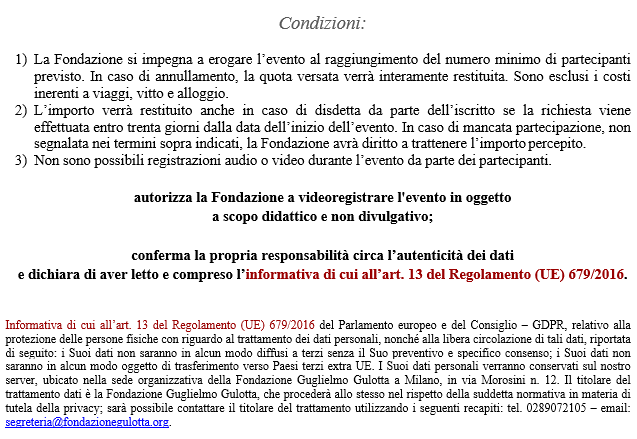 Condizioni:
1) La Fondazione si impegna a erogare l’evento al raggiungimento del numero minimo di partecipanti
previsto. In caso di annullamento, la quota versata verrà interamente restituita. Sono esclusi i costi
inerenti a viaggi, vitto e alloggio.
2) L’importo verrà restituito anche in caso di disdetta da parte dell’iscritto se la richiesta viene
effettuata entro trenta giorni dalla data dell’inizio dell’evento. In caso di mancata partecipazione, non
segnalata nei termini sopra indicati, la Fondazione avrà diritto a trattenere l’importo percepito.
3) Non sono possibili registrazioni audio o video durante l’evento da parte dei partecipanti.
autorizza la Fondazione a videoregistrare l'evento in oggetto
a scopo didattico e non divulgativo;
conferma la propria responsabilità circa l’autenticità dei dati
e dichiara di aver letto e compreso l’informativa di cui all’art. 13 del Regolamento (UE) 679/2016.
Informativa di cui all’art. 13 del Regolamento (UE) 679/2016 del Parlamento europeo e del Consiglio – GDPR, relativo alla
protezione delle persone fisiche con riguardo al trattamento dei dati personali, nonché alla libera circolazione di tali dati, riportata
di seguito: i Suoi dati non saranno in alcun modo diffusi a terzi senza il Suo preventivo e specifico consenso; i Suoi dati non
saranno in alcun modo oggetto di trasferimento verso Paesi terzi extra UE. I Suoi dati personali verranno conservati sul nostro
server, ubicato nella sede organizzativa della Fondazione Guglielmo Gulotta a Milano, in via Morosini n. 12. Il titolare del
trattamento dati è la Fondazione Guglielmo Gulotta, che procederà allo stesso nel rispetto della suddetta normativa in materia di
tutela della privacy; sarà possibile contattare il titolare del trattamento utilizzando i seguenti recapiti: tel. 0289072105 – email:
segreteria@fondazionegulotta.org.